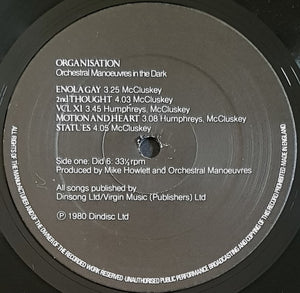 ORGANISATION
Orchestral Manoeuvres in the Dark
ENOLA GAY 3.25 McCluskey
2nd THOUGHT 4.03 McCluskey
VCL XI 3.45 Humphreys, McCluskey
MOTION AND HEART 3.08 Humphreys, McCluskey
STATUES 4.05 McCluskey
Side one: Did 6: 33⅓ rpm
Produced by Mike Howlett and Orchestral Manoeuvres
All songs published by
Dinsong Ltd/Virgin Music (Publishers) Ltd
℗ 1980 Dindisc Ltd
ALL RIGHTS OF THE MANUFACTURER AND OF THE OWNER OF THE RECORDED WORK RESERVED UNAUTHORISED PUBLIC PERFORMANCE BROADCASTING AND COPYING OF THIS RECORD PROHIBITED MADE IN ENGLAND